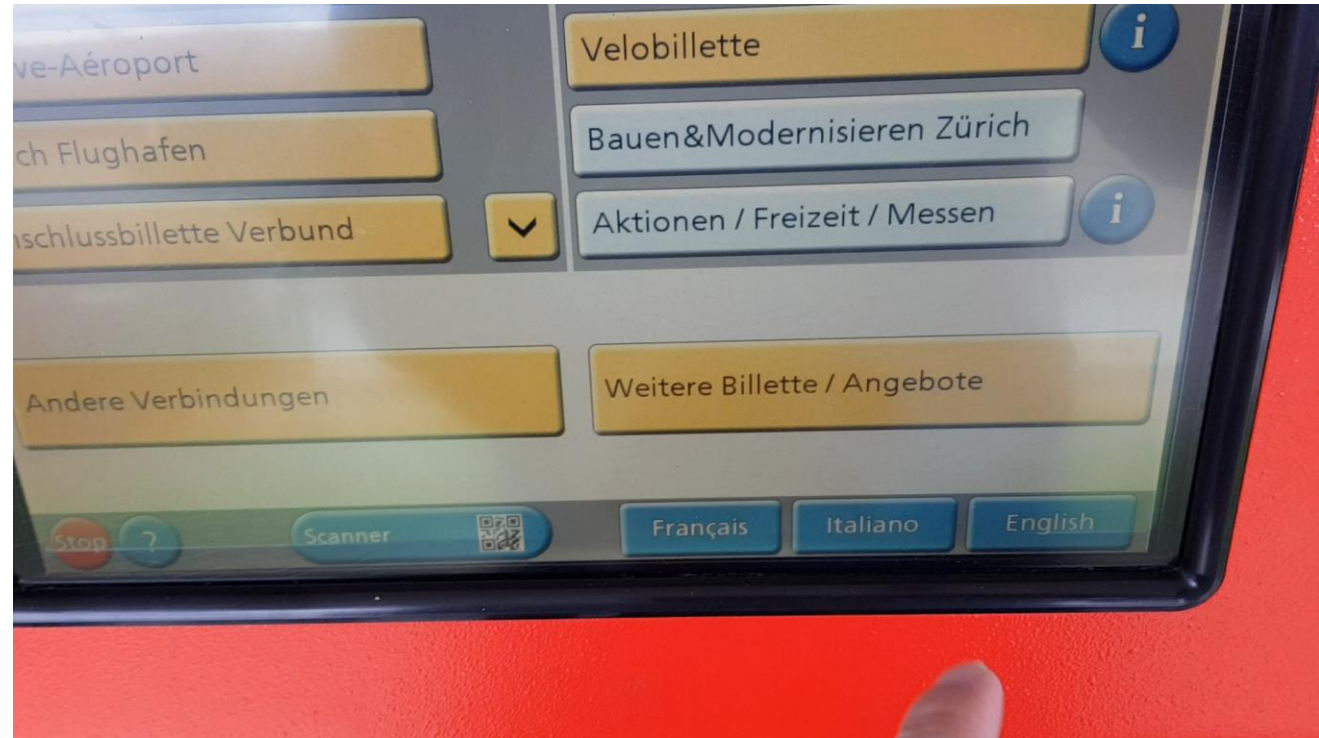 ve-Aéroport
ch Flughafen
nschlussbillette Verbund
Velobillette
i
Bauen&Modernisieren Zürich
Aktionen / Freizeit / Messen
i
Andere Verbindungen
Weitere Billette / Angebote
Stop
?
Scanner
Français
Italiano
English